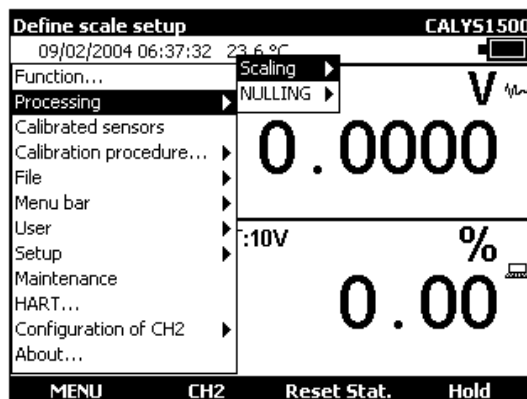 Define scale setup CALYS1500
09/02/2004 06:37:32 23.6 °C
Function...
Processing
Calibrated sensors
Calibration procedure...
File
Menu bar
User
Setup
Maintenance
HART...
Configuration of CH2
About...
Scaling
NULLING
V
0.0000
:10V %
0.00
MENU CH2 Reset Stat. Hold